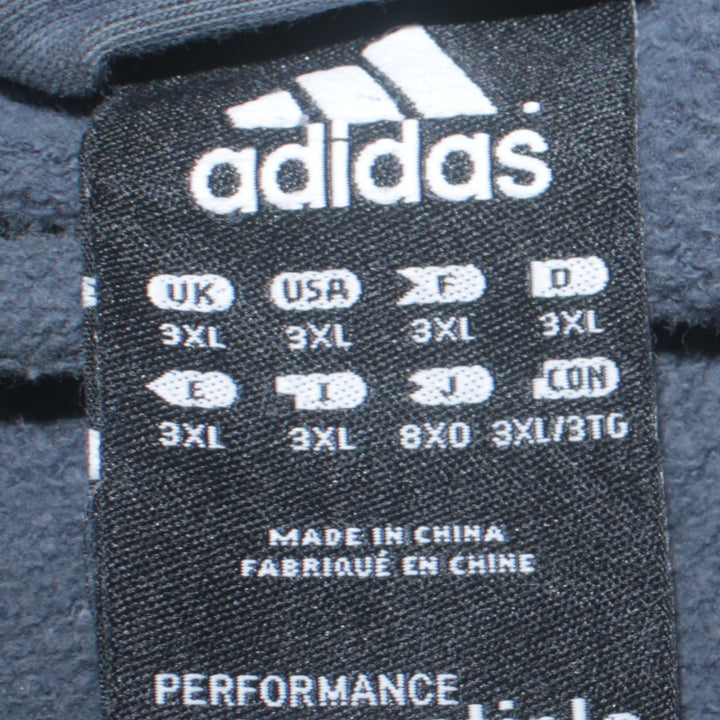 adidas
UK USA F D
3XL 3XL 3XL 3XL
E I J CON
3XL 3XL 8XO 3XL/3TG
MADE IN CHINA
FABRIQUÉ EN CHINE
PERFORMANCE